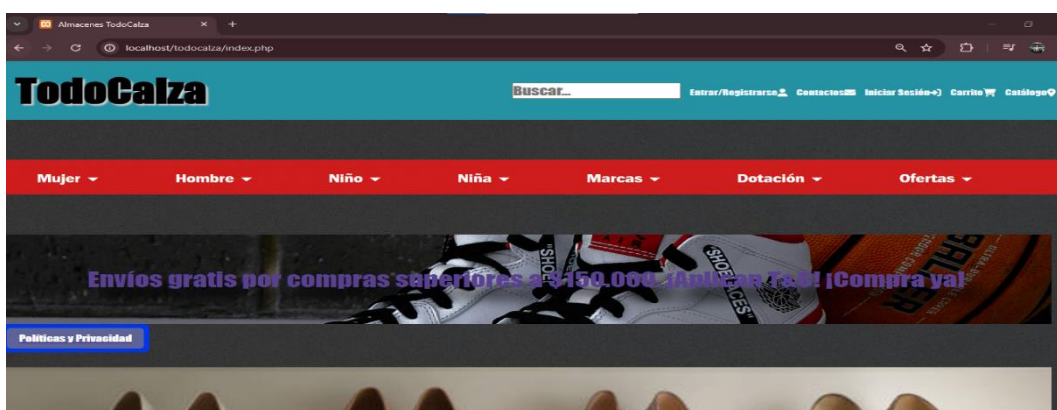 Almacenes TodoCalza
localhost/todocalza/index.php
TodoCalza
Buscar...
Entrar/Registrarse Contactos Iniciar Sesión Carrito Catálogo
Mujer Hombre Niño Niña Marcas Dotación Ofertas
Envíos gratis por compras superiores a $150.000. ¡Aplican T&C! ¡Compra ya!
"SHOELACES"
Políticas y Privacidad